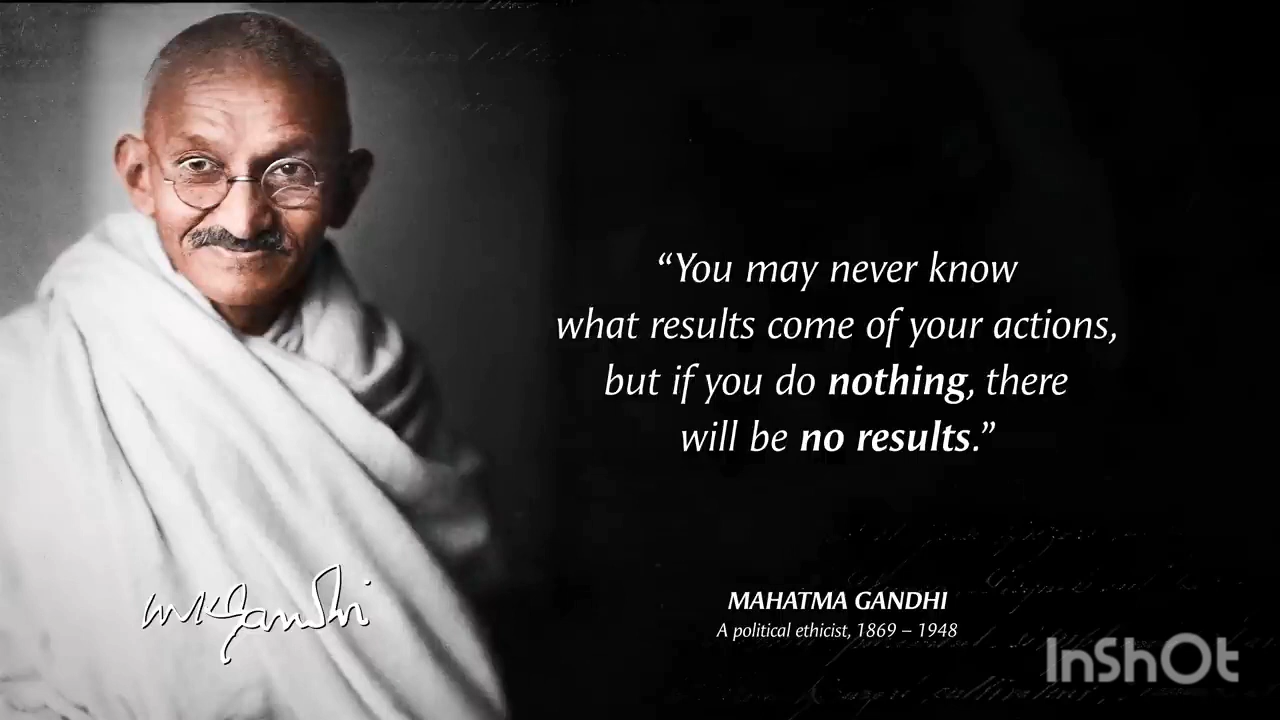 “You may never know
what results come of your actions,
but if you do nothing, there
will be no results.”
MKGandhi
MAHATMA GANDHI
A political ethicist, 1869 – 1948
InShOt